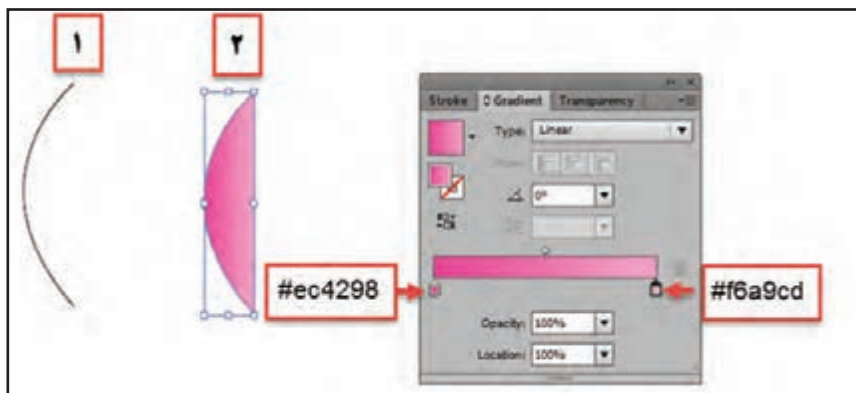 ۱
۲
Stroke
Gradient
Transparency
Type: Linear
0°
#ec4298
#f6a9cd
Opacity: 100%
Location: 100%